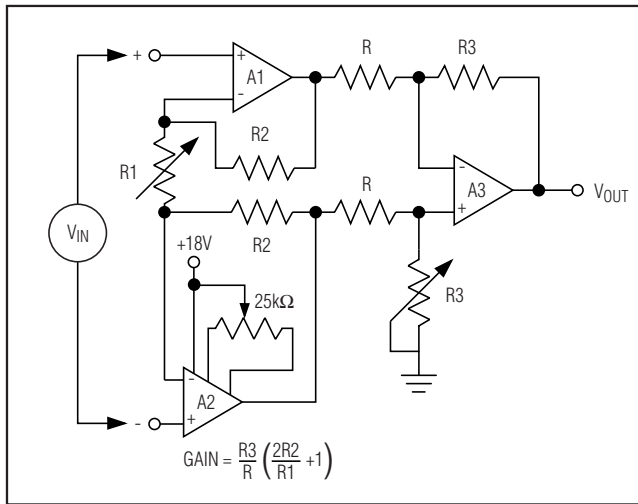 R R3
+ + A1 -
- A3 + VOUT
R2
R1
R
R2
VIN
+18V
25kΩ
R3
- A2 +
-
GAIN = R3/R (2R2/R1 +1)